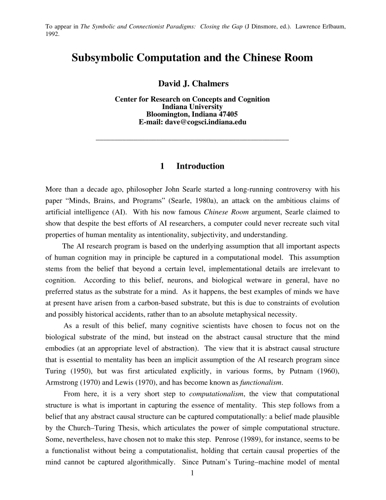 To appear in The Symbolic and Connectionist Paradigms: Closing the Gap (J Dinsmore, ed.). Lawrence Erlbaum,
1992.
Subsymbolic Computation and the Chinese Room
David J. Chalmers
Center for Research on Concepts and Cognition
Indiana University
Bloomington, Indiana 47405
E-mail: dave@cogsci.indiana.edu
1 Introduction
More than a decade ago, philosopher John Searle started a long-running controversy with his
paper “Minds, Brains, and Programs” (Searle, 1980a), an attack on the ambitious claims of
artificial intelligence (AI). With his now famous Chinese Room argument, Searle claimed to
show that despite the best efforts of AI researchers, a computer could never recreate such vital
properties of human mentality as intentionality, subjectivity, and understanding.
The AI research program is based on the underlying assumption that all important aspects
of human cognition may in principle be captured in a computational model. This assumption
stems from the belief that beyond a certain level, implementational details are irrelevant to
cognition. According to this belief, neurons, and biological wetware in general, have no
preferred status as the substrate for a mind. As it happens, the best examples of minds we have
at present have arisen from a carbon-based substrate, but this is due to constraints of evolution
and possibly historical accidents, rather than to an absolute metaphysical necessity.
As a result of this belief, many cognitive scientists have chosen to focus not on the
biological substrate of the mind, but instead on the abstract causal structure that the mind
embodies (at an appropriate level of abstraction). The view that it is abstract causal structure
that is essential to mentality has been an implicit assumption of the AI research program since
Turing (1950), but was first articulated explicitly, in various forms, by Putnam (1960),
Armstrong (1970) and Lewis (1970), and has become known as functionalism.
From here, it is a very short step to computationalism, the view that computational
structure is what is important in capturing the essence of mentality. This step follows from a
belief that any abstract causal structure can be captured computationally: a belief made plausible
by the Church–Turing Thesis, which articulates the power of simple computational structure.
Some, nevertheless, have chosen not to make this step. Penrose (1989), for instance, seems to be
a functionalist without being a computationalist, holding that certain causal properties of the
mind cannot be captured algorithmically. Since Putnam’s Turing–machine model of mental
1